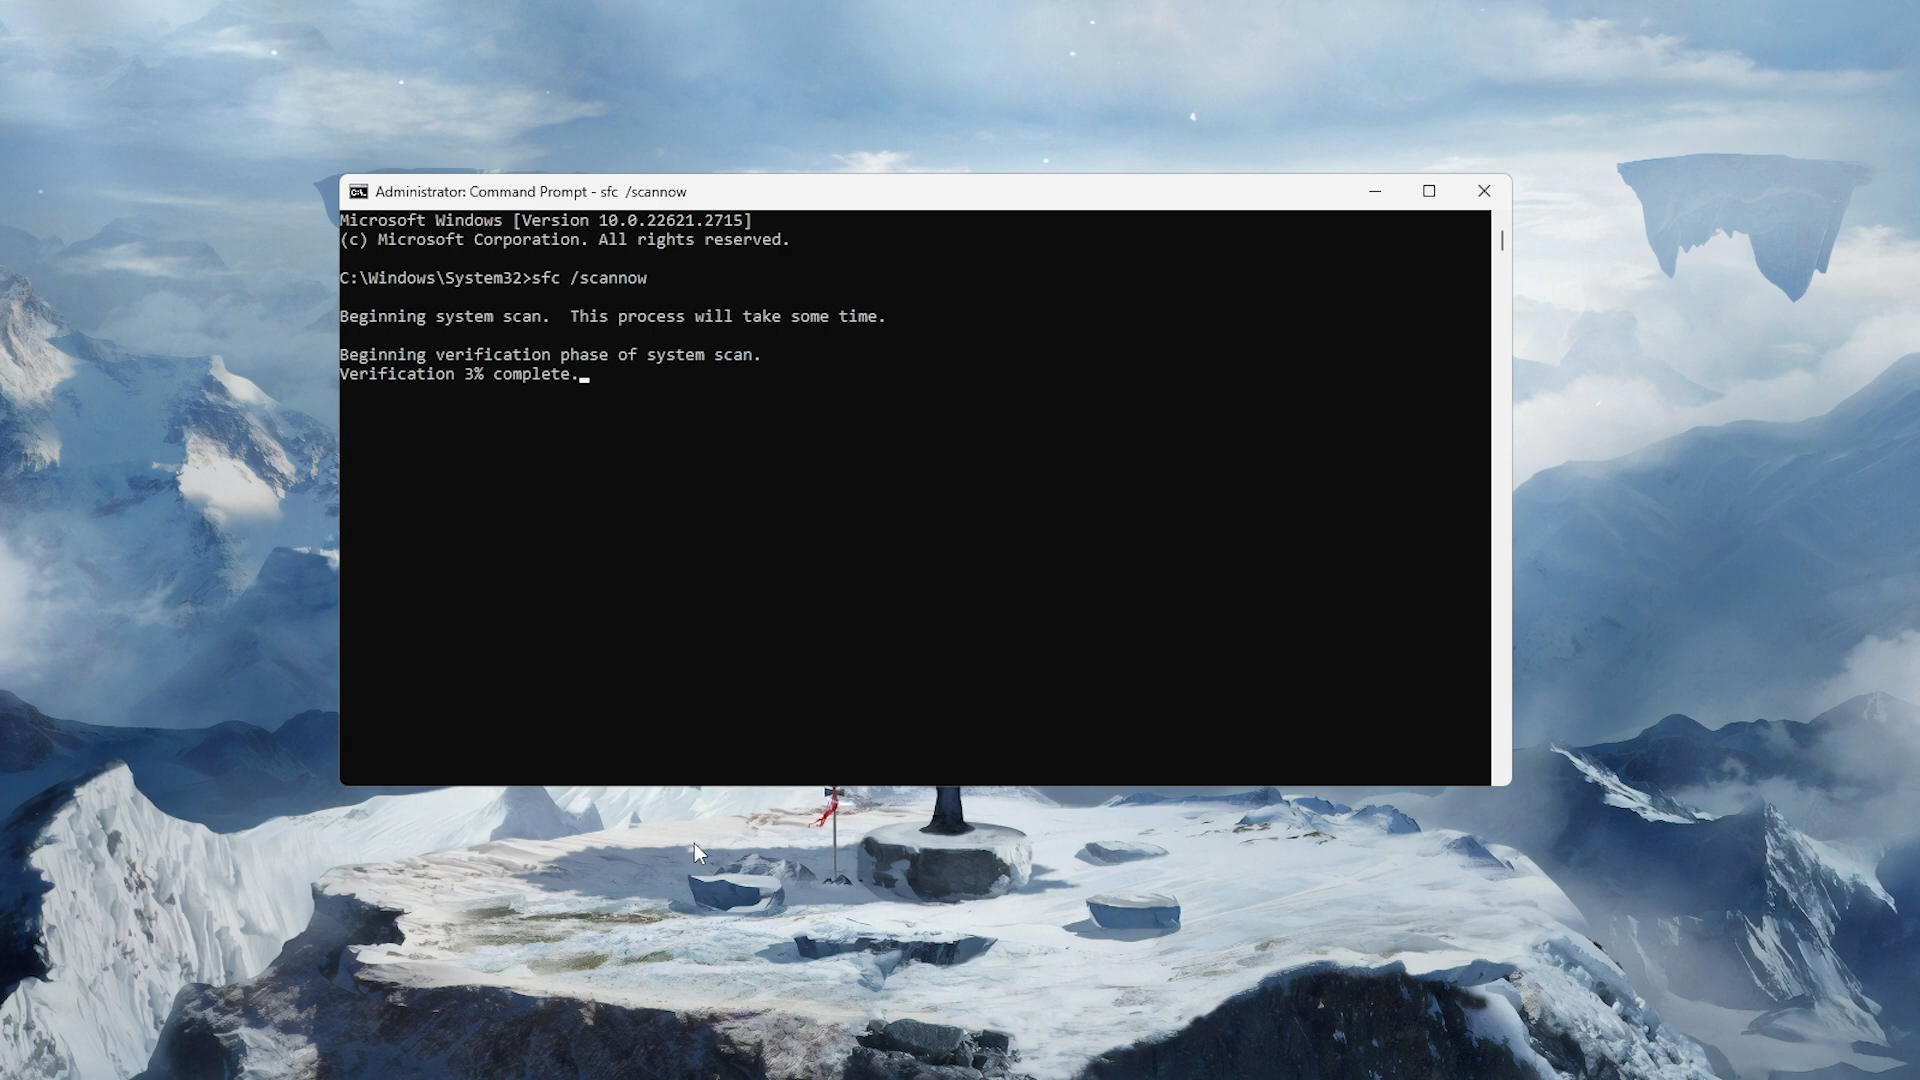 Administrator: Command Prompt - sfc  /scannow
Microsoft Windows [Version 10.0.22621.2715]
(c) Microsoft Corporation. All rights reserved.
C:\Windows\System32>sfc /scannow
Beginning system scan.  This process will take some time.
Beginning verification phase of system scan.
Verification 3% complete.